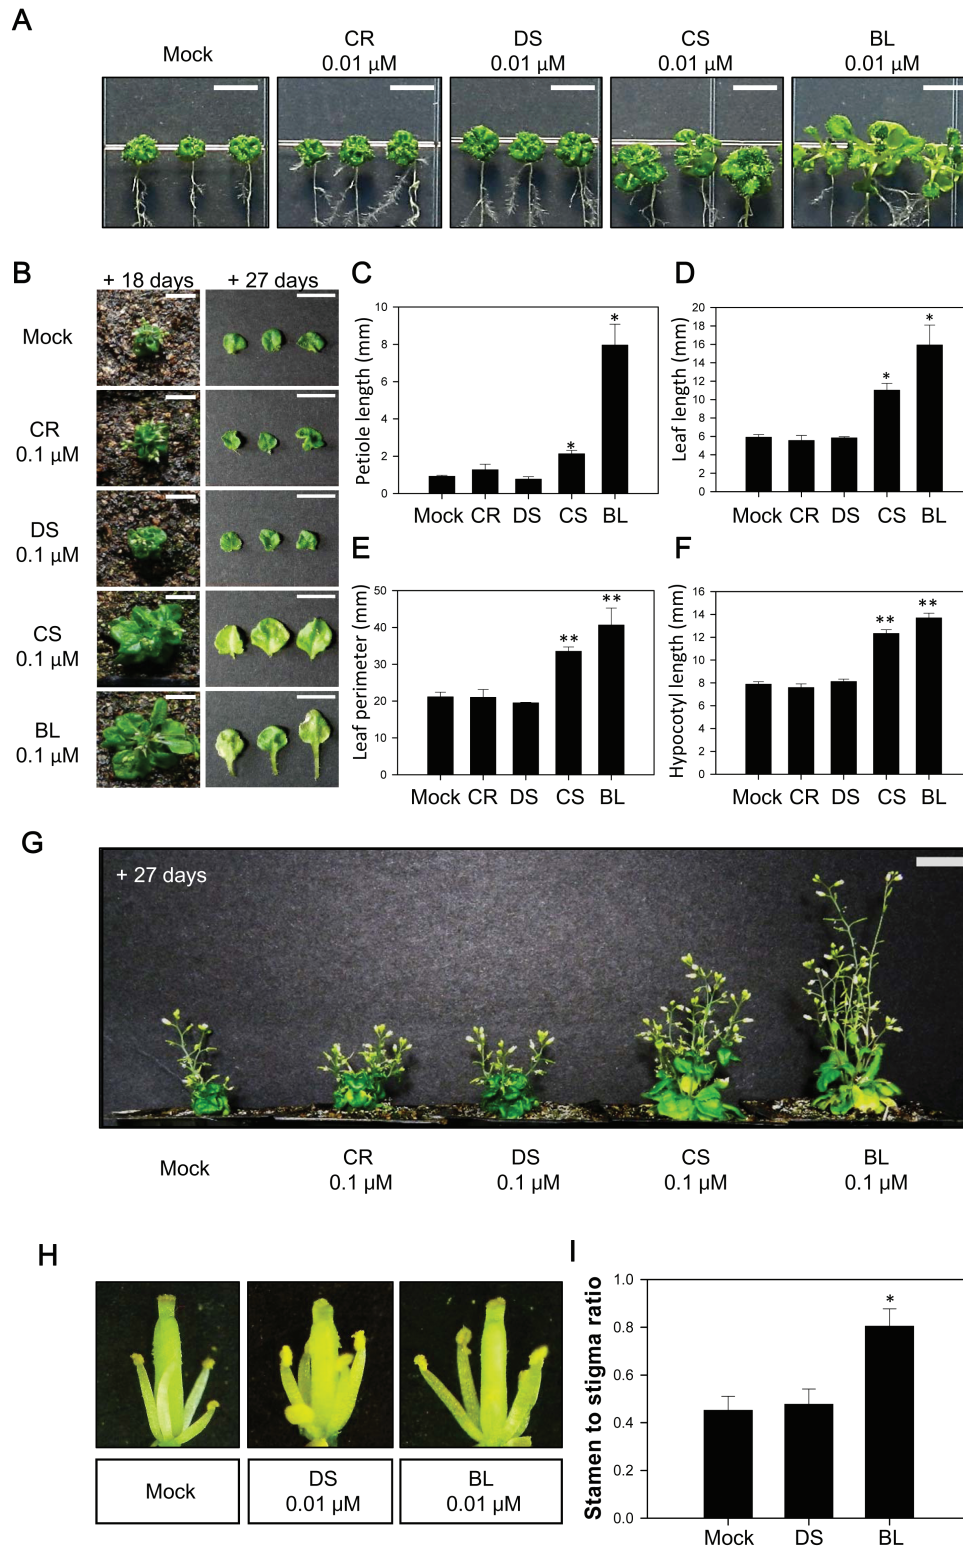 A
Mock
CR
0.01 µM
DS
0.01 µM
CS
0.01 µM
BL
0.01 µM
B
+ 18 days
+ 27 days
Mock
CR
0.1 µM
DS
0.1 µM
CS
0.1 µM
BL
0.1 µM
C
Petiole length (mm)
10
8
6
4
2
0
*
*
Mock
CR
DS
CS
BL
D
Leaf length (mm)
20
18
16
14
12
10
8
6
4
2
0
*
*
Mock
CR
DS
CS
BL
E
Leaf perimeter (mm)
50
40
30
20
10
0
**
**
Mock
CR
DS
CS
BL
F
Hypocotyl length (mm)
16
14
12
10
8
6
4
2
0
**
**
Mock
CR
DS
CS
BL
G
+ 27 days
Mock
CR
0.1 µM
DS
0.1 µM
CS
0.1 µM
BL
0.1 µM
H
Mock
DS
0.01 µM
BL
0.01 µM
I
Stamen to stigma ratio
1.0
0.8
0.6
0.4
0.2
0.0
*
Mock
DS
BL